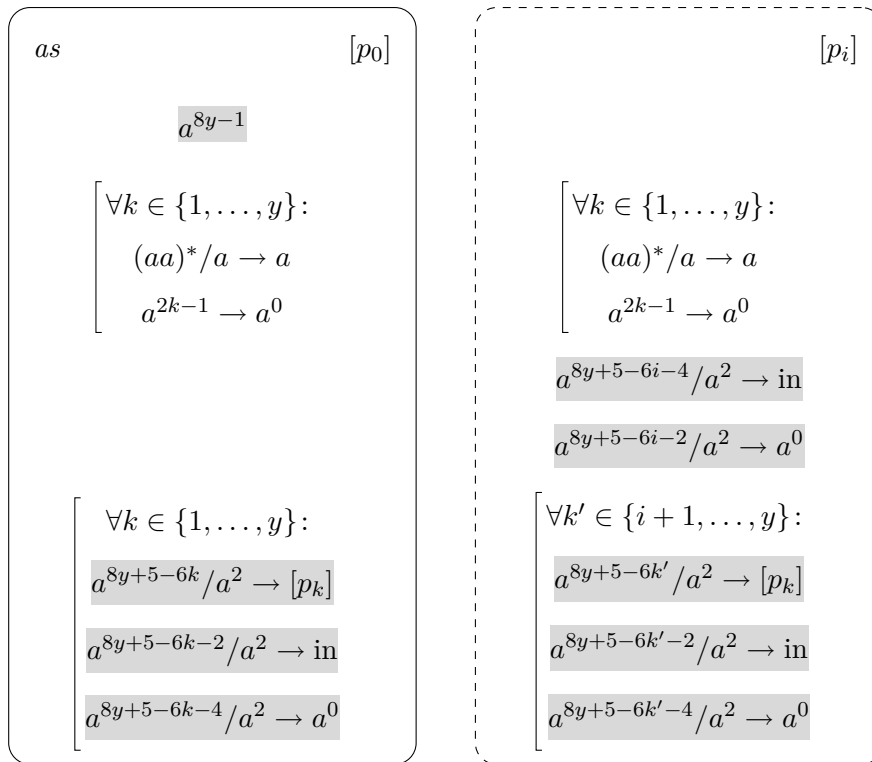 as [p_0]
a^{8y−1}
∀k ∈ {1, . . . , y}:
(aa)^*/a → a
a^{2k−1} → a^0
∀k ∈ {1, . . . , y}:
a^{8y+5−6k}/a^2 → [p_k]
a^{8y+5−6k−2}/a^2 → in
a^{8y+5−6k−4}/a^2 → a^0
[p_i]
∀k ∈ {1, . . . , y}:
(aa)^*/a → a
a^{2k−1} → a^0
a^{8y+5−6i−4}/a^2 → in
a^{8y+5−6i−2}/a^2 → a^0
∀k′ ∈ {i + 1, . . . , y}:
a^{8y+5−6k′}/a^2 → [p_k]
a^{8y+5−6k′−2}/a^2 → in
a^{8y+5−6k′−4}/a^2 → a^0